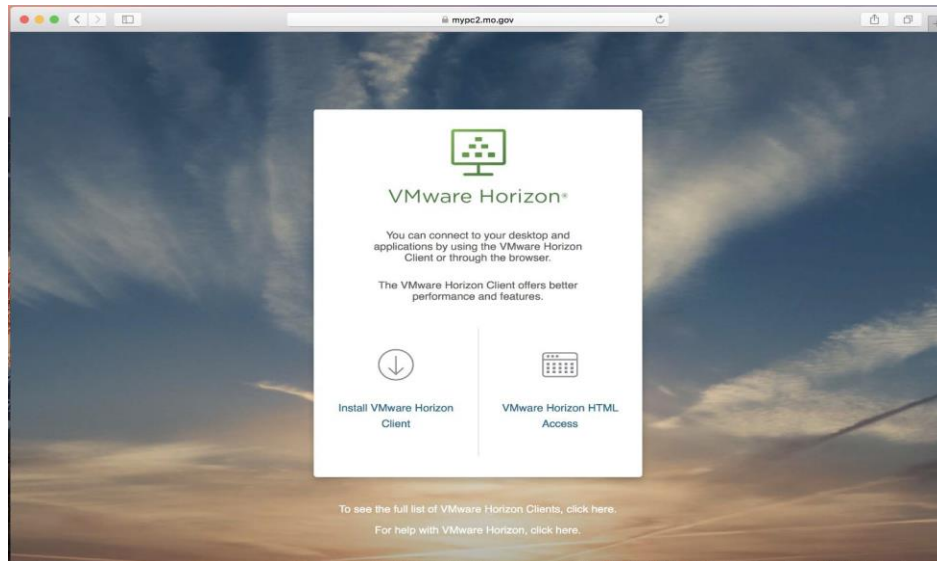 mypc2.mo.gov
VMware Horizon®
You can connect to your desktop and
applications by using the VMware Horizon
Client or through the browser.
The VMware Horizon Client offers better
performance and features.
Install VMware Horizon
Client
VMware Horizon HTML
Access
To see the full list of VMware Horizon Clients, click here.
For help with VMware Horizon, click here.